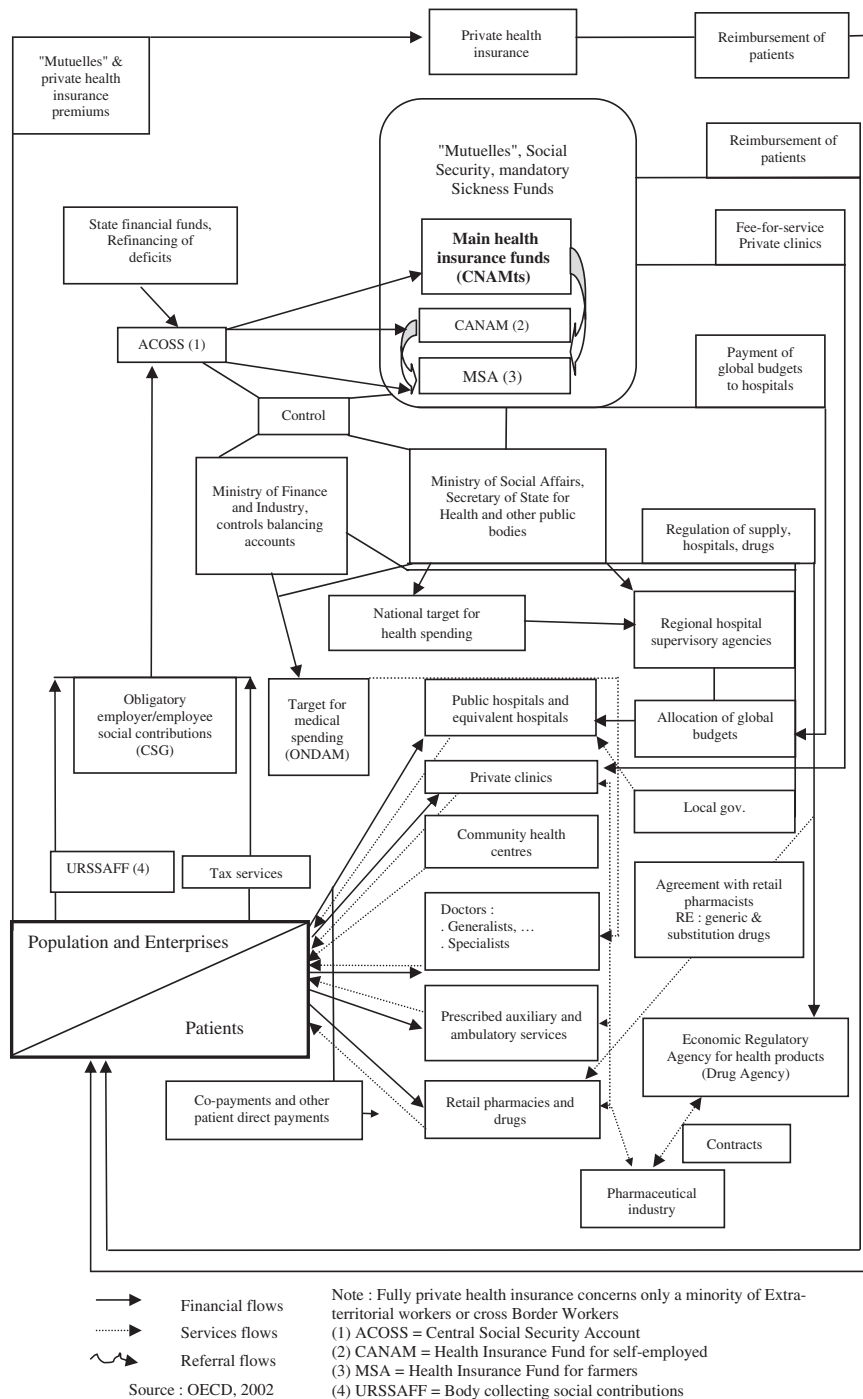 Private health
insurance
Reimbursement of
patients
"Mutuelles" &
private health
insurance
premiums
"Mutuelles", Social
Security, mandatory
Sickness Funds
Reimbursement of
patients
State financial funds,
Refinancing of
deficits
Main health
insurance funds
(CNAMts)
Fee-for-service
Private clinics
ACOSS (1)
CANAM (2)
MSA (3)
Payment of
global budgets
to hospitals
Control
Ministry of Finance
and Industry,
controls balancing
accounts
Ministry of Social Affairs,
Secretary of State for
Health and other public
bodies
Regulation of supply,
hospitals, drugs
National target for
health spending
Regional hospital
supervisory agencies
Obligatory
employer/employee
social contributions
(CSG)
Target for
medical
spending
(ONDAM)
Public hospitals and
equivalent hospitals
Allocation of global
budgets
Private clinics
Local gov.
Community health
centres
URSSAFF (4)
Tax services
Agreement with retail
pharmacists
RE : generic &
substitution drugs
Doctors :
. Generalists, …
. Specialists
Population and Enterprises
Patients
Prescribed auxiliary and
ambulatory services
Economic Regulatory
Agency for health products
(Drug Agency)
Co-payments and other
patient direct payments
Retail pharmacies and
drugs
Contracts
Pharmaceutical
industry
Financial flows
Services flows
Referral flows
Source : OECD, 2002
Note : Fully private health insurance concerns only a minority of Extra-
territorial workers or cross Border Workers
(1) ACOSS = Central Social Security Account
(2) CANAM = Health Insurance Fund for self-employed
(3) MSA = Health Insurance Fund for farmers
(4) URSSAFF = Body collecting social contributions